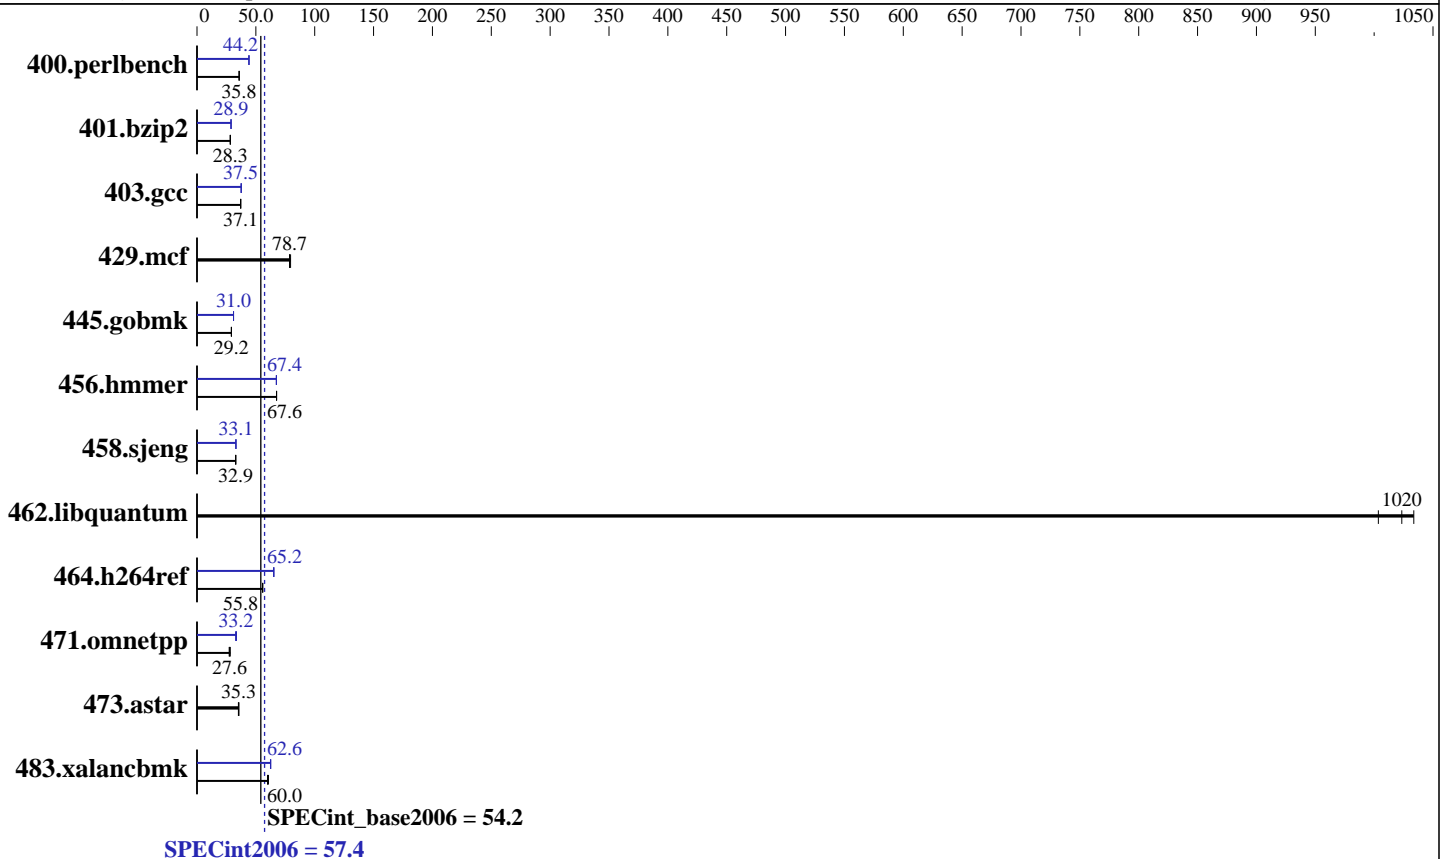 0 50.0 100 150 200 250 300 350 400 450 500 550 600 650 700 750 800 850 900 950 1050
44.2
400.perlbench
35.8
28.9
401.bzip2
28.3
37.5
403.gcc
37.1
78.7
429.mcf
31.0
445.gobmk
29.2
67.4
456.hmmer
67.6
33.1
458.sjeng
32.9
1020
462.libquantum
65.2
464.h264ref
55.8
33.2
471.omnetpp
27.6
35.3
473.astar
62.6
483.xalancbmk
60.0
SPECint_base2006 = 54.2
SPECint2006 = 57.4